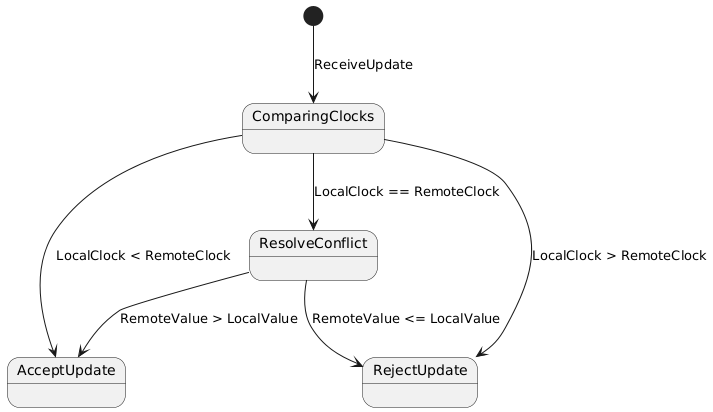 ReceiveUpdate
ComparingClocks
LocalClock == RemoteClock
ResolveConflict
LocalClock < RemoteClock
LocalClock > RemoteClock
RemoteValue > LocalValue
RemoteValue <= LocalValue
AcceptUpdate
RejectUpdate